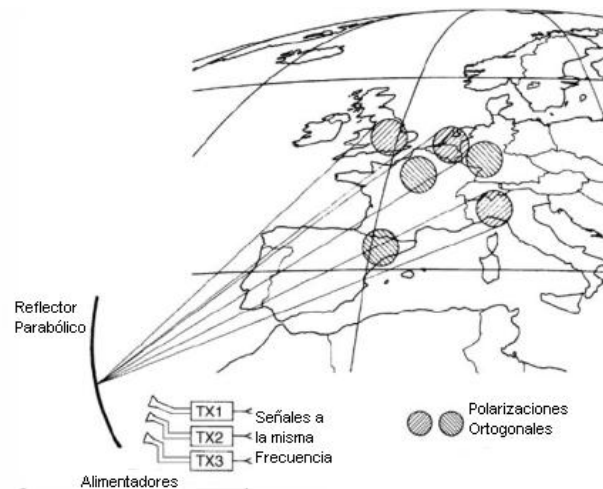 Reflector
Parabólico
TX1
TX2
TX3
Señales a
la misma
Frecuencia
Polarizaciones
Ortogonales
Alimentadores